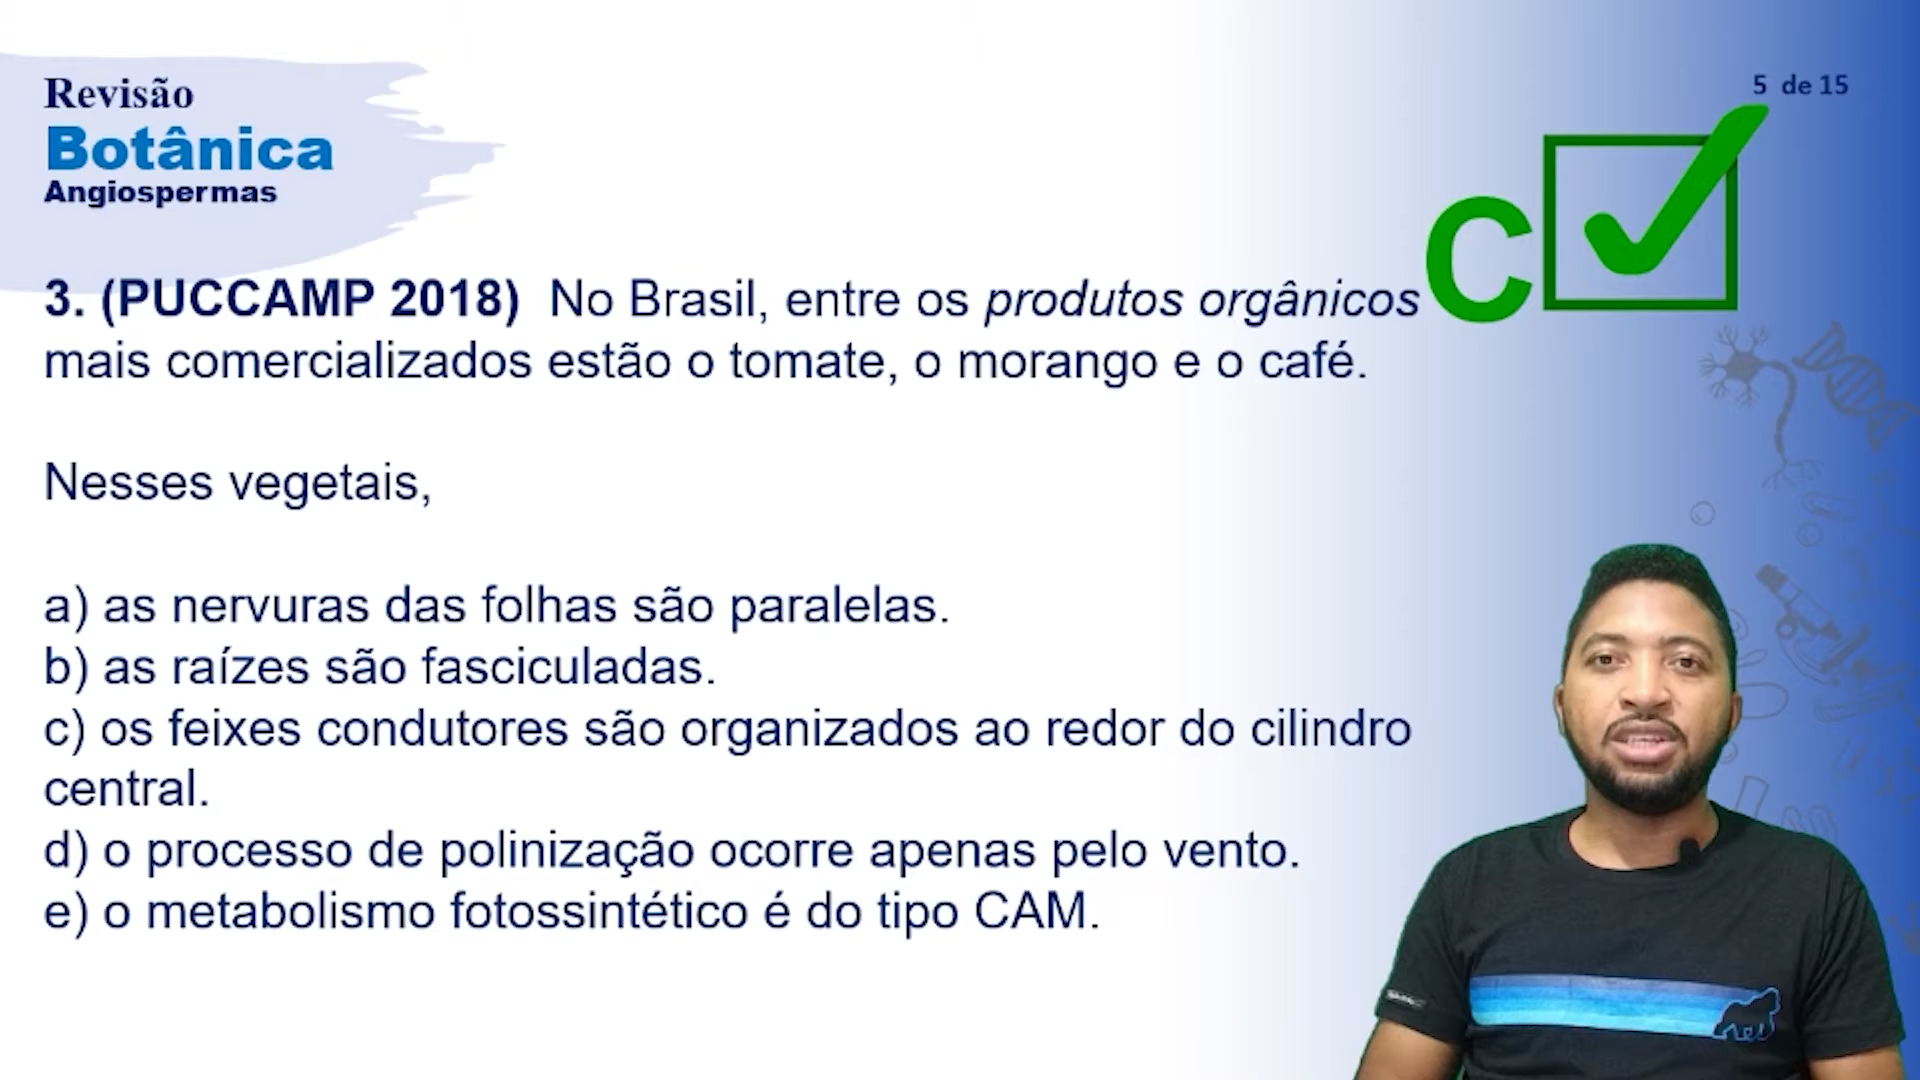 Revisão
Botânica
Angiospermas
5 de 15
C
3. (PUCCAMP 2018) No Brasil, entre os produtos orgânicos
mais comercializados estão o tomate, o morango e o café.
Nesses vegetais,
a) as nervuras das folhas são paralelas.
b) as raízes são fasciculadas.
c) os feixes condutores são organizados ao redor do cilindro
central.
d) o processo de polinização ocorre apenas pelo vento.
e) o metabolismo fotossintético é do tipo CAM.